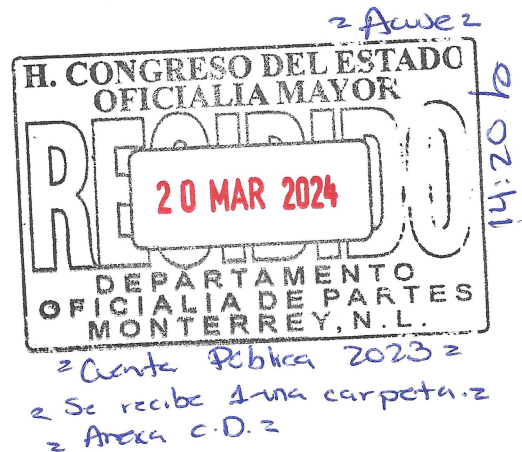 = Acuse =
H. CONGRESO DEL ESTADO
OFICIALIA MAYOR
RECIBIDO
20 MAR 2024
DEPARTAMENTO
OFICIALIA DE PARTES
MONTERREY, N.L.
14:20 h
= Cuenta Pública 2023 =
= Se recibe 1-una carpeta. =
= Anexa C.D. =